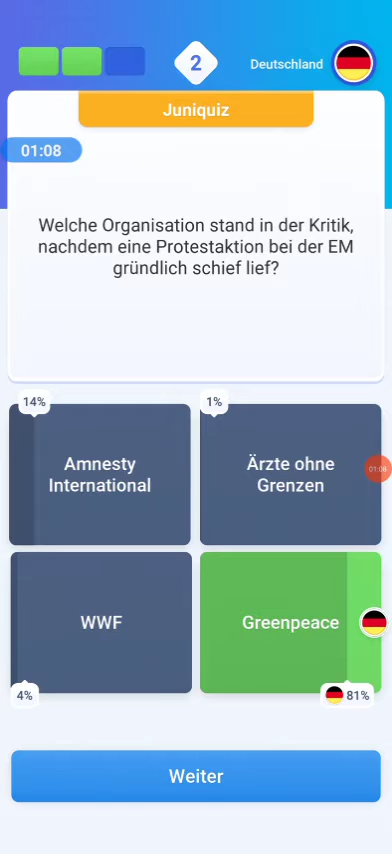 2
Deutschland
Juniquiz
01:08
Welche Organisation stand in der Kritik,
nachdem eine Protestaktion bei der EM
gründlich schief lief?
14%
1%
Amnesty
International
Ärzte ohne
Grenzen
01:08
WWF
Greenpeace
4%
81%
Weiter